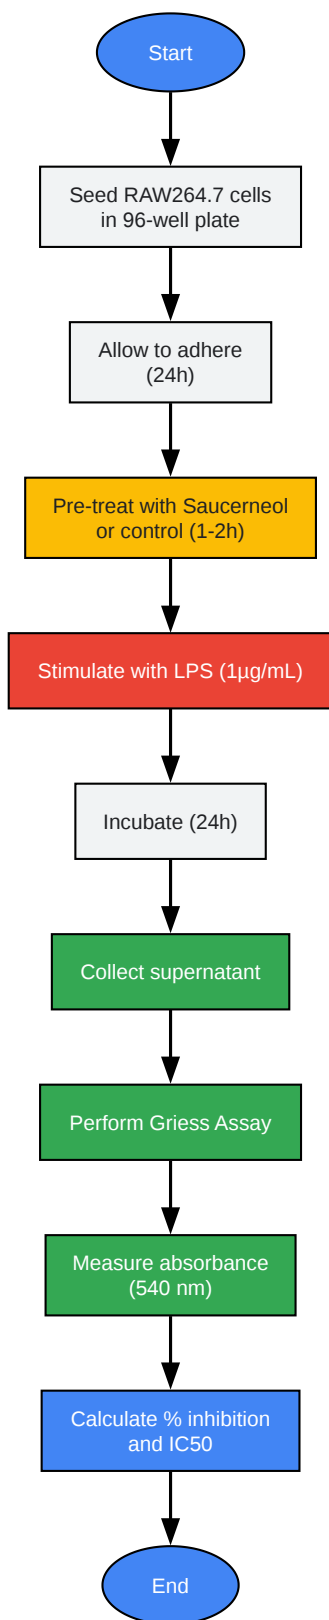 Start
Seed RAW264.7 cells
in 96-well plate
Allow to adhere
(24h)
Pre-treat with Saucerneol
or control (1-2h)
Stimulate with LPS (1µg/mL)
Incubate (24h)
Collect supernatant
Perform Griess Assay
Measure absorbance
(540 nm)
Calculate % inhibition
and IC50
End